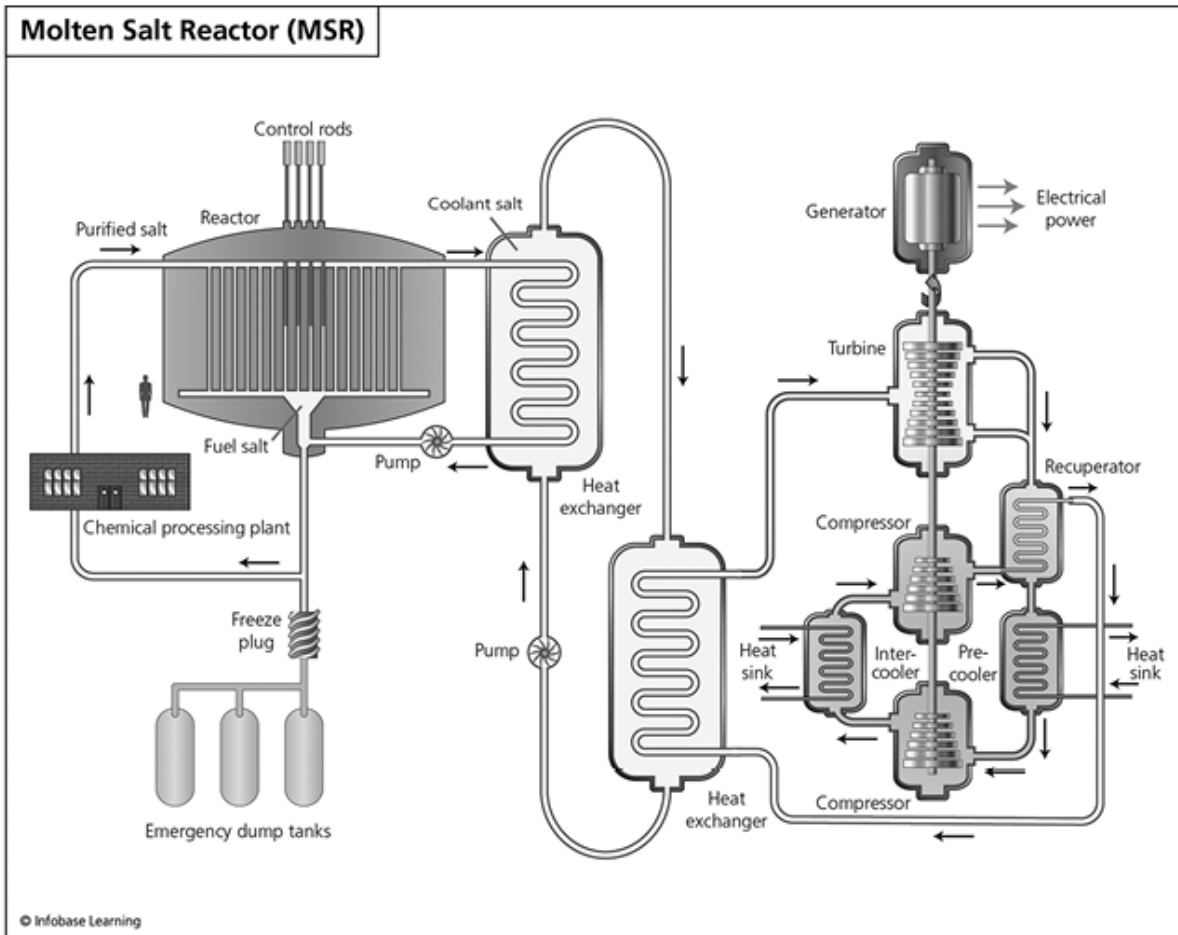 Molten Salt Reactor (MSR)
Control rods
Reactor
Purified salt
Coolant salt
Generator
Electrical
power
Turbine
Fuel salt
Pump
Heat
exchanger
Recuperator
Chemical processing plant
Compressor
Freeze
plug
Pump
Heat
sink
Inter-
cooler
Pre-
cooler
Heat
sink
Heat
exchanger
Compressor
Emergency dump tanks
© Infobase Learning